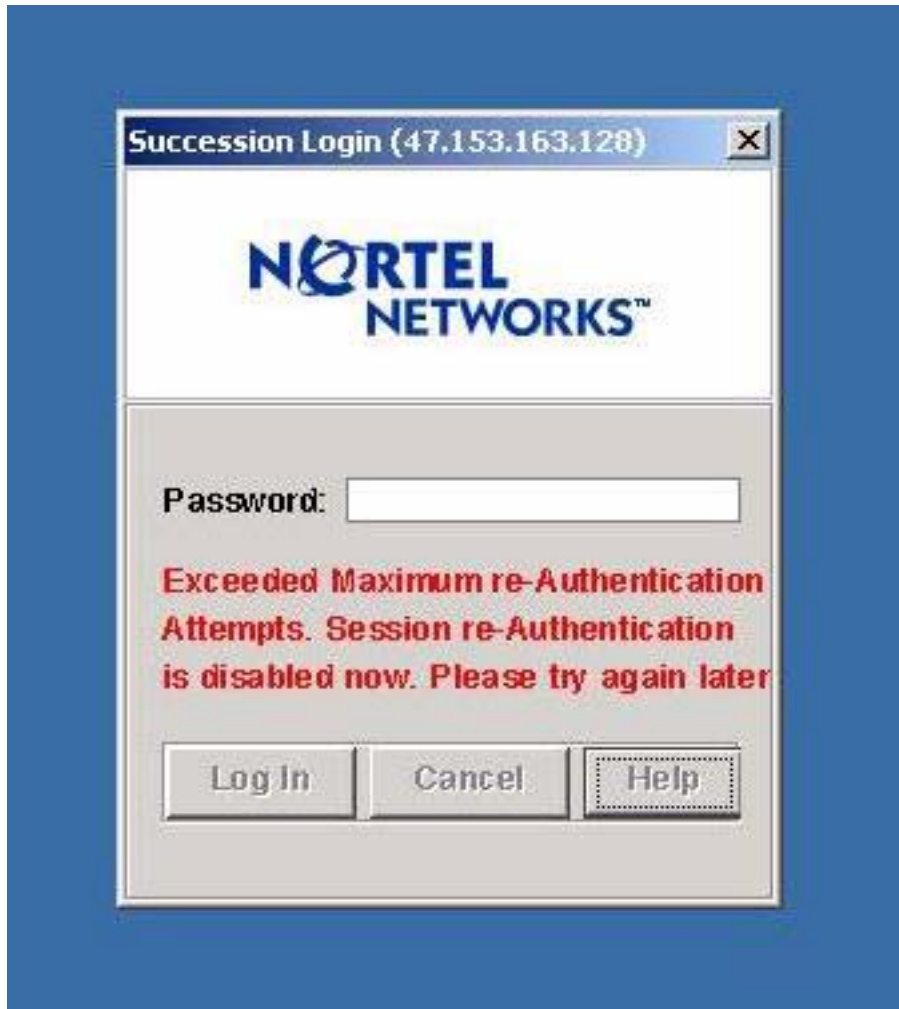 Succession Login (47.153.163.128)
NORTEL
NETWORKS™
Password:
Exceeded Maximum re-Authentication
Attempts. Session re-Authentication
is disabled now. Please try again later
Log In
Cancel
Help